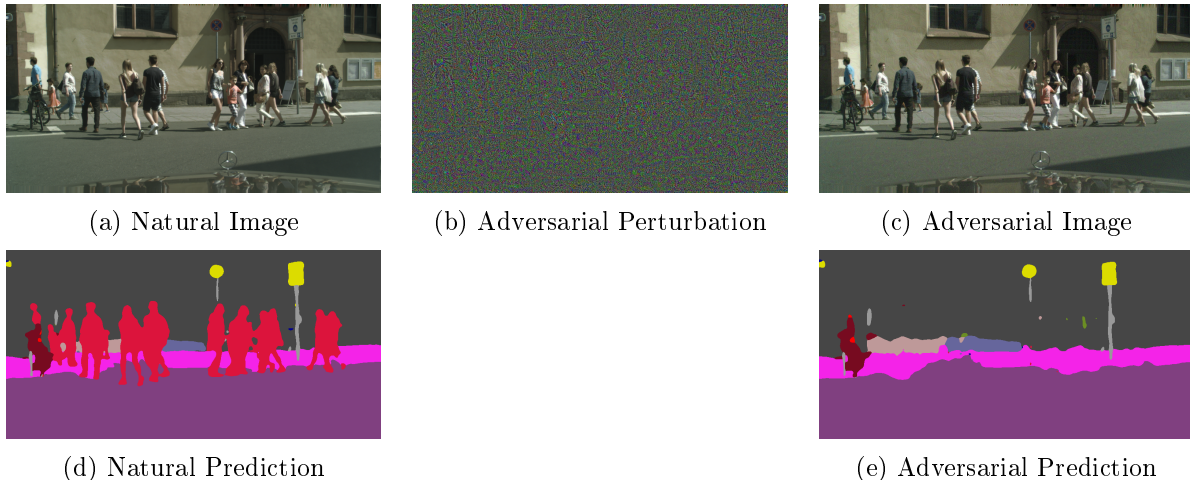 (a) Natural Image
(b) Adversarial Perturbation
(c) Adversarial Image
(d) Natural Prediction
(e) Adversarial Prediction